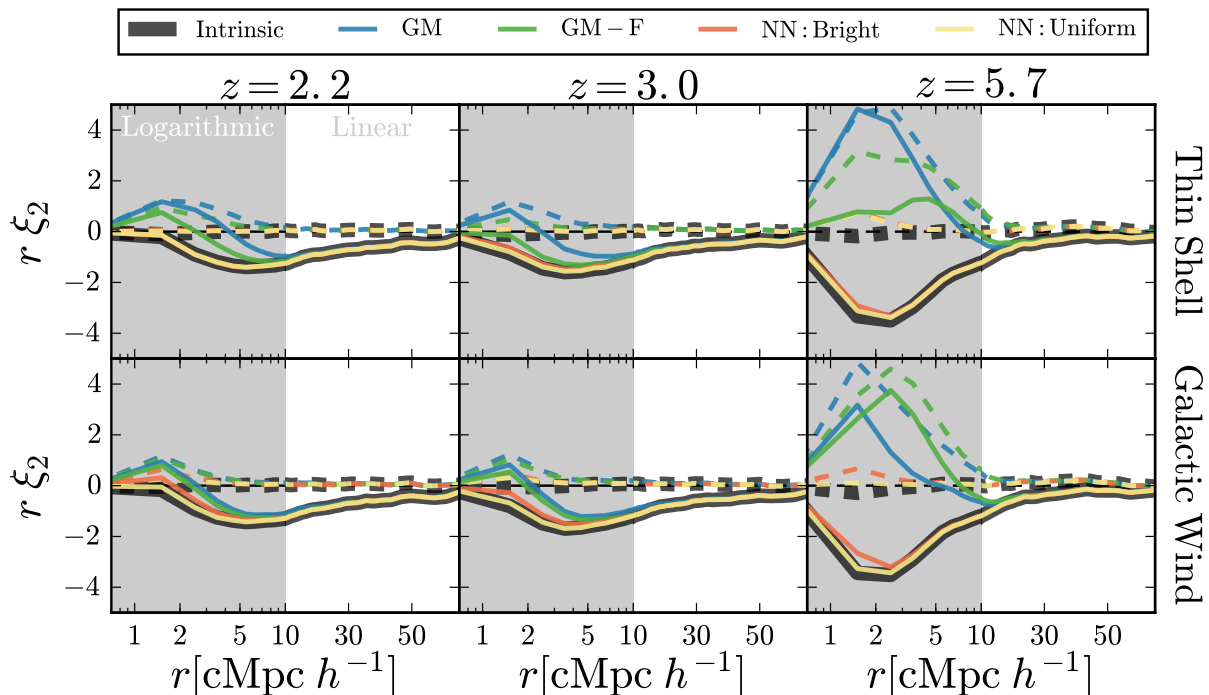 Intrinsic GM GM − F NN : Bright NN : Uniform
z = 2.2 z = 3.0 z = 5.7
Logarithmic Linear
4
2
0
−2
−4
r ξ₂
Thin Shell
4
2
0
−2
−4
r ξ₂
Galactic Wind
1 2 5 10 30 50 1 2 5 10 30 50 1 2 5 10 30 50
r[cMpc h⁻¹] r[cMpc h⁻¹] r[cMpc h⁻¹]